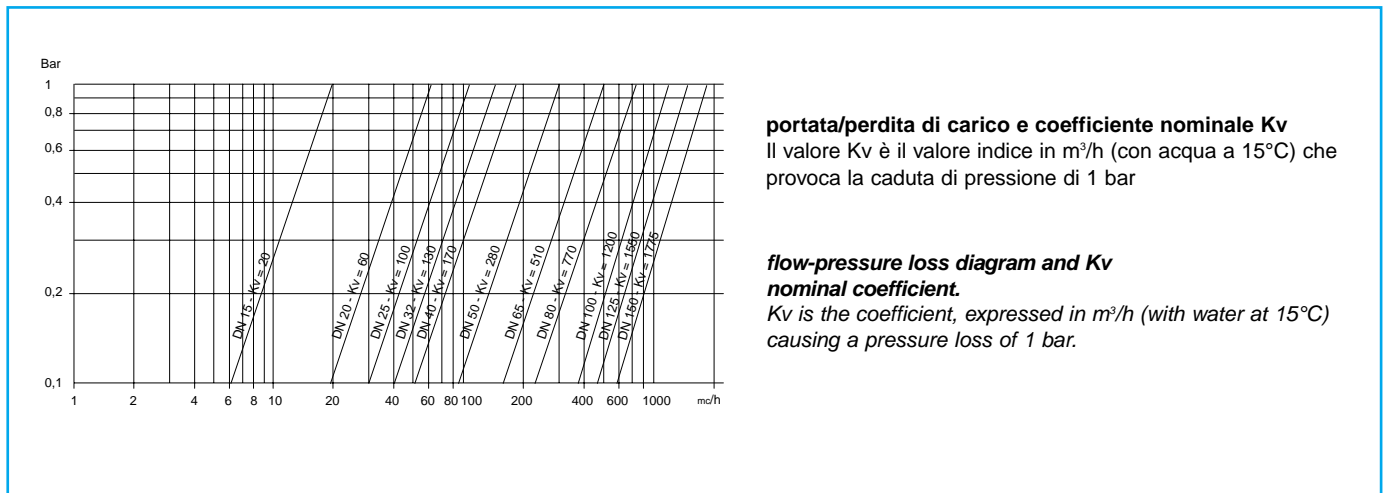 Bar
1
0,8
0,6
0,4
0,2
0,1
DN 15 - Kv = 20
DN 20 - Kv = 60
DN 25 - Kv = 100
DN 32 - Kv = 130
DN 40 - Kv = 170
DN 50 - Kv = 280
DN 65 - Kv = 510
DN 80 - Kv = 770
DN 100 - Kv = 1200
DN 125 - Kv = 1550
DN 150 - Kv = 1775
1 2 4 6 8 10 20 40 60 80 100 200 400 600 1000 mc/h
portata/perdita di carico e coefficiente nominale Kv
Il valore Kv è il valore indice in m³/h (con acqua a 15°C) che
provoca la caduta di pressione di 1 bar
flow-pressure loss diagram and Kv
nominal coefficient.
Kv is the coefficient, expressed in m³/h (with water at 15°C)
causing a pressure loss of 1 bar.